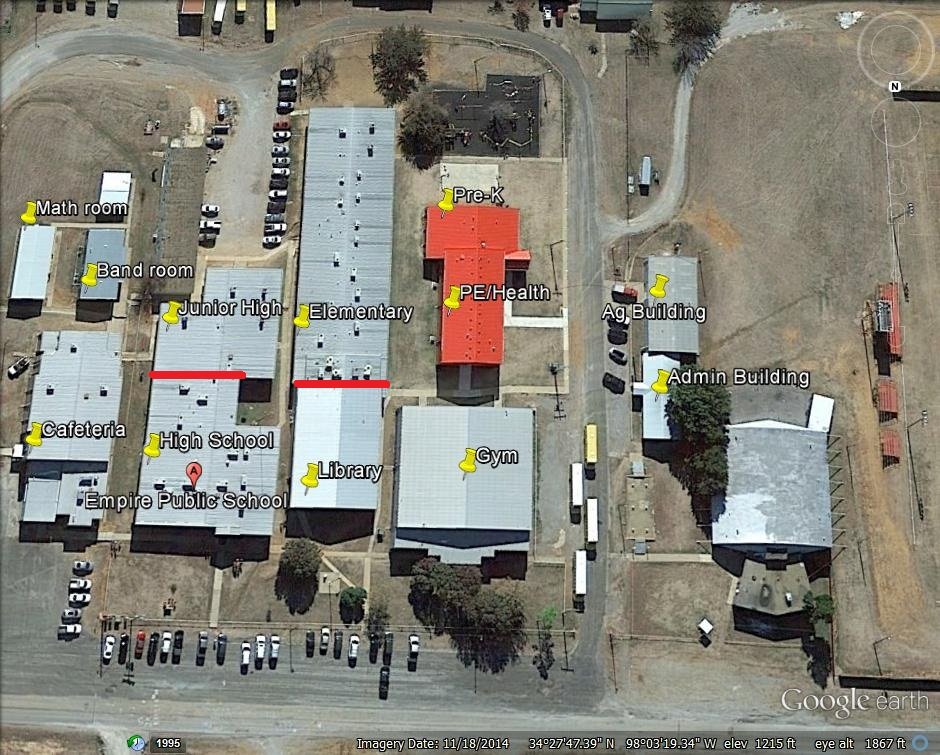 N
Pre-K
Math room
Band room
PE/Health
Junior High
Elementary
Ag Building
Admin Building
Cafeteria
High School
Gym
A
Library
Empire Public School
Google earth
1995
Imagery Date: 11/18/2014 34°27'47.39" N 98°03'19.34" W elev 1215 ft eye alt 1867 ft